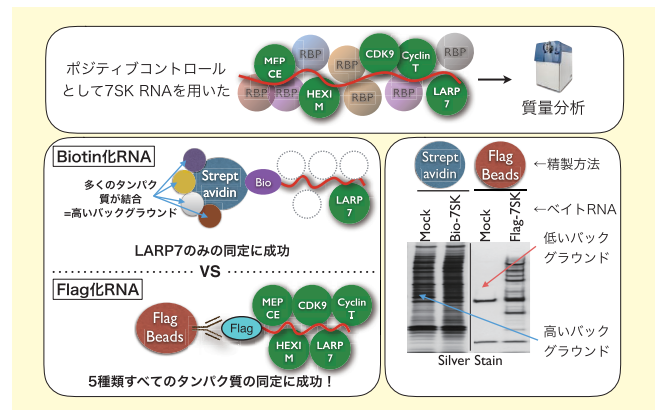 ポジティブコントロール
として7SK RNAを用いた
MEP
CE
RBP
RBP
CDK9
Cyclin
T
RBP
RBP
RBP
HEXI
M
RBP
RBP
LARP
7
質量分析
Biotin化RNA
多くのタンパク
質が結合
=高いバックグラウンド
Strept
avidin
Bio
LARP
7
LARP7のみの同定に成功
VS
Flag化RNA
Flag
Beads
Flag
MEP
CE
CDK9
Cyclin
T
HEXI
M
LARP
7
5種類すべてのタンパク質の同定に成功！
Strept
avidin
Flag
Beads
←精製方法
Mock
Bio-7SK
Mock
Flag-7SK
←ベイトRNA
低いバック
グラウンド
高いバック
グラウンド
Silver Stain